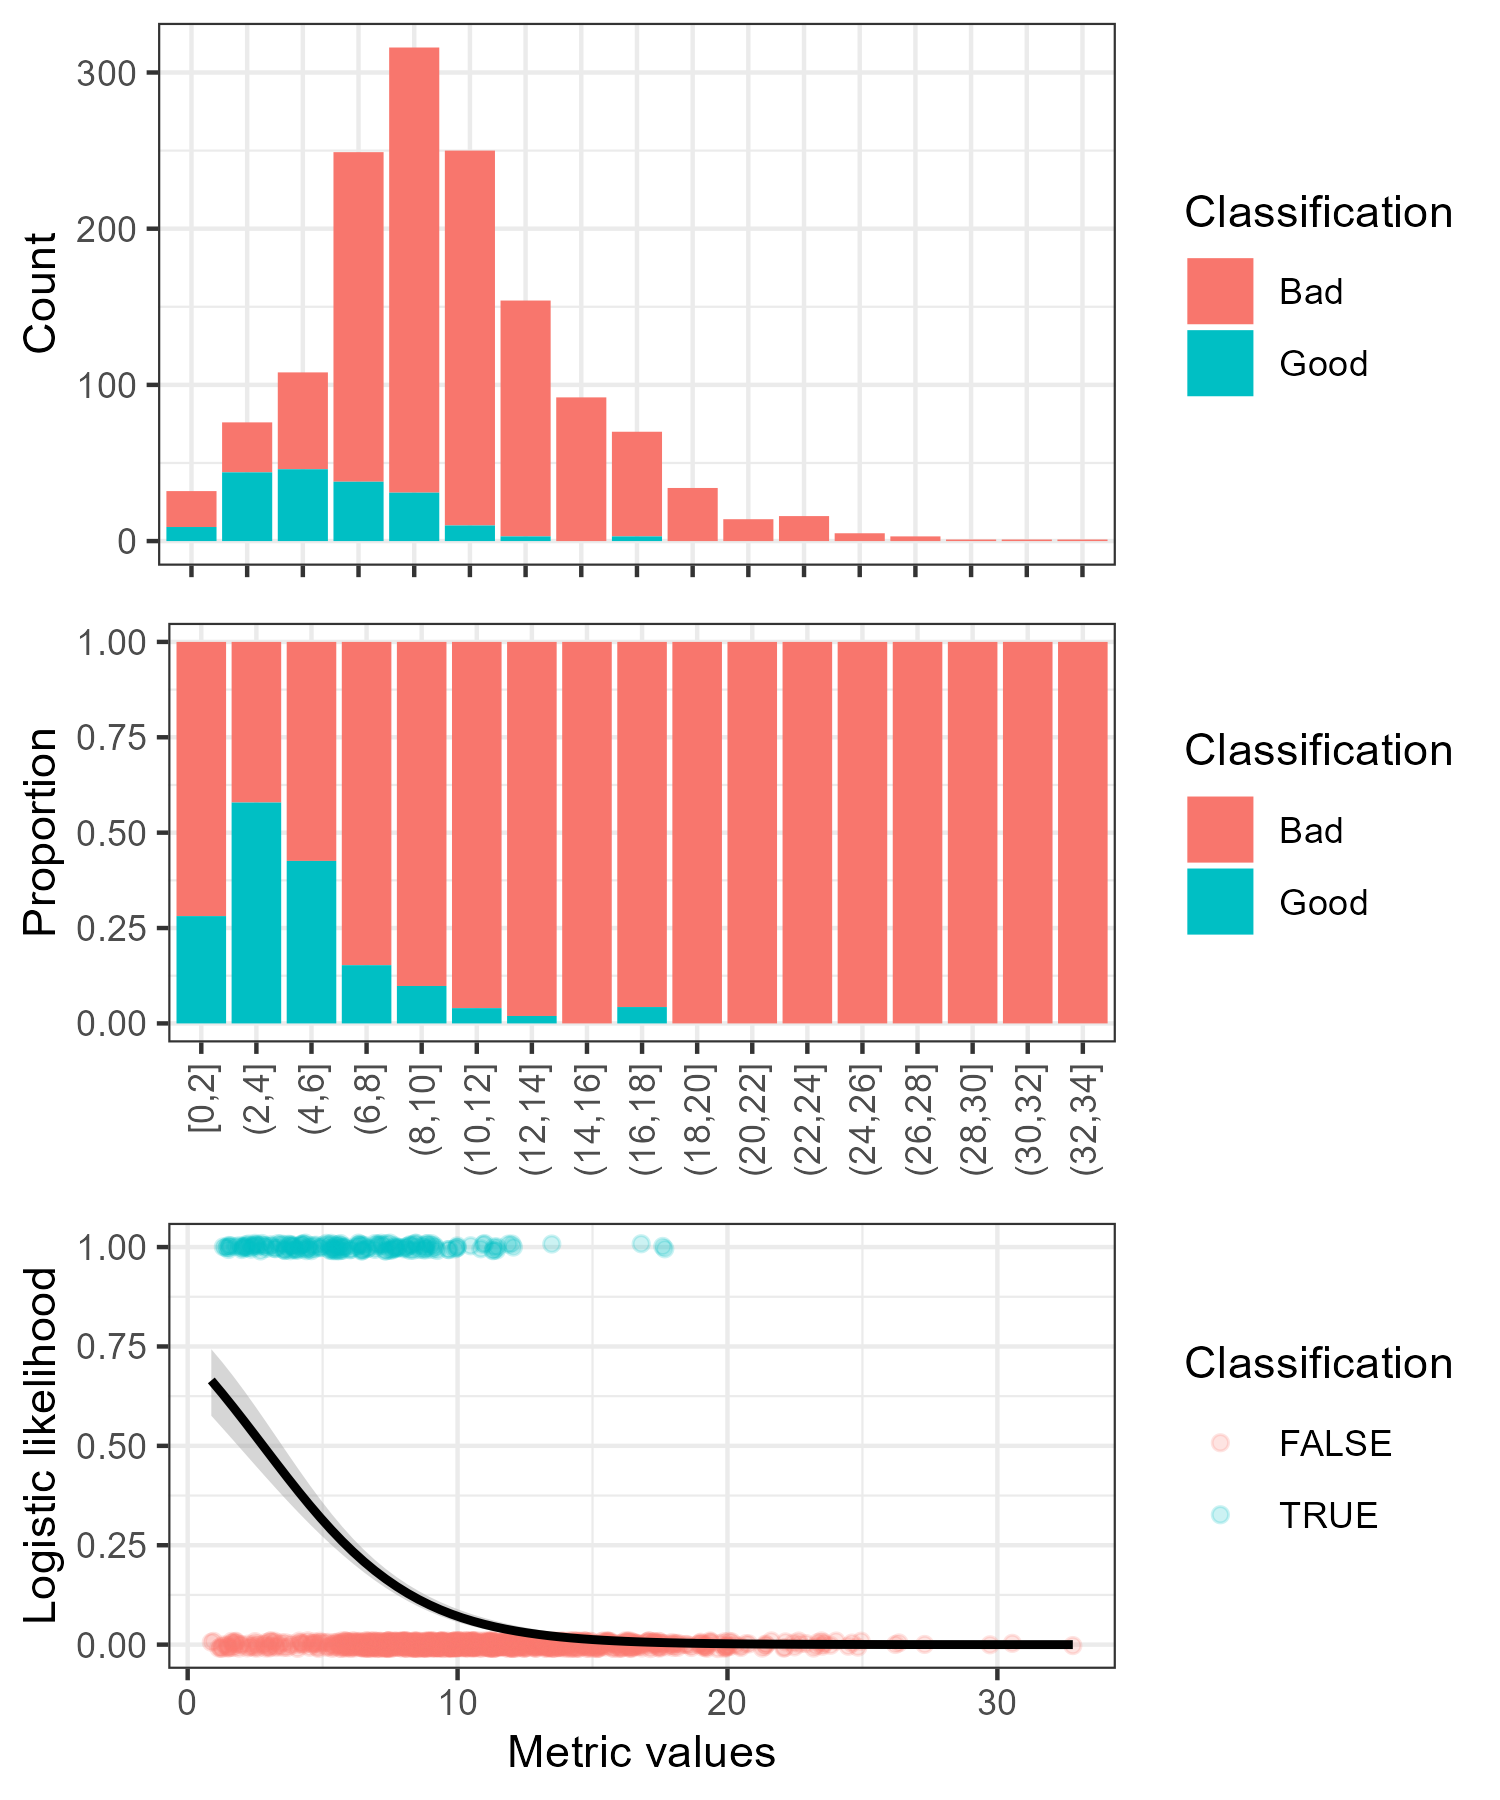 300
200
100
0
Count
Classification
Bad
Good
1.00
0.75
0.50
0.25
0.00
Proportion
[0,2]
(2,4]
(4,6]
(6,8]
(8,10]
(10,12]
(12,14]
(14,16]
(16,18]
(18,20]
(20,22]
(22,24]
(24,26]
(26,28]
(28,30]
(30,32]
(32,34]
Classification
Bad
Good
1.00
0.75
0.50
0.25
0.00
Logistic likelihood
0 10 20 30
Metric values
Classification
FALSE
TRUE